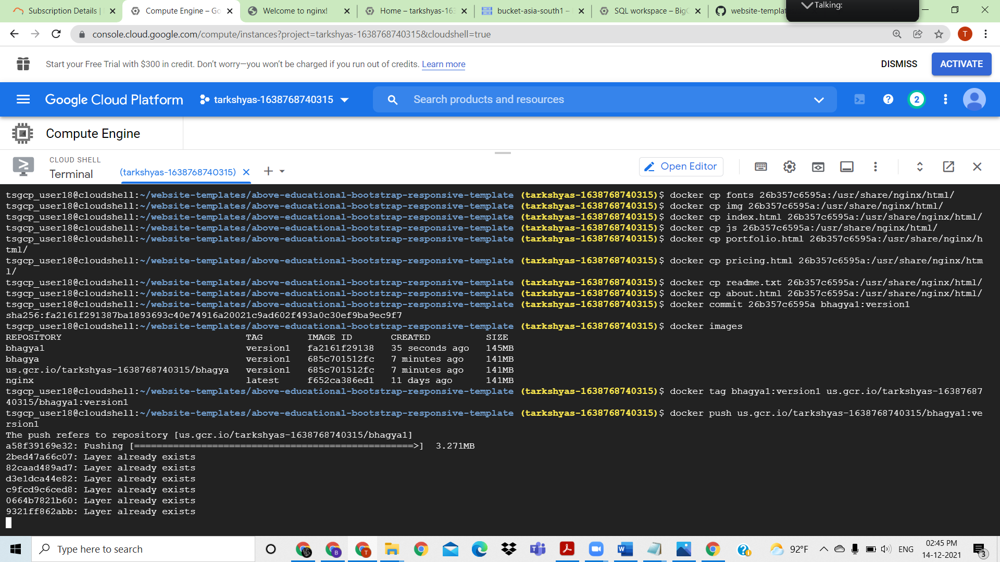 Subscription Details |
Compute Engine – Go
Welcome to nginx!
Home – tarkshyas-163
bucket-asia-south1 –
SQL workspace – BigQ
website-templat
Talking:
console.cloud.google.com/compute/instances?project=tarkshyas-1638768740315&cloudshell=true
T
Start your Free Trial with $300 in credit. Don't worry—you won't be charged if you run out of credits. Learn more
DISMISS
ACTIVATE
Google Cloud Platform
tarkshyas-1638768740315
Search products and resources
2
Compute Engine
CLOUD SHELL
Terminal
(tarkshyas-1638768740315)
Open Editor
tsgcp_user18@cloudshell:~/website-templates/above-educational-bootstrap-responsive-template (tarkshyas-1638768740315)$ docker cp fonts 26b357c6595a:/usr/share/nginx/html/
tsgcp_user18@cloudshell:~/website-templates/above-educational-bootstrap-responsive-template (tarkshyas-1638768740315)$ docker cp img 26b357c6595a:/usr/share/nginx/html/
tsgcp_user18@cloudshell:~/website-templates/above-educational-bootstrap-responsive-template (tarkshyas-1638768740315)$ docker cp index.html 26b357c6595a:/usr/share/nginx/html/
tsgcp_user18@cloudshell:~/website-templates/above-educational-bootstrap-responsive-template (tarkshyas-1638768740315)$ docker cp js 26b357c6595a:/usr/share/nginx/html/
tsgcp_user18@cloudshell:~/website-templates/above-educational-bootstrap-responsive-template (tarkshyas-1638768740315)$ docker cp portfolio.html 26b357c6595a:/usr/share/nginx/h
tml/
tsgcp_user18@cloudshell:~/website-templates/above-educational-bootstrap-responsive-template (tarkshyas-1638768740315)$ docker cp pricing.html 26b357c6595a:/usr/share/nginx/htm
l/
tsgcp_user18@cloudshell:~/website-templates/above-educational-bootstrap-responsive-template (tarkshyas-1638768740315)$ docker cp readme.txt 26b357c6595a:/usr/share/nginx/html/
tsgcp_user18@cloudshell:~/website-templates/above-educational-bootstrap-responsive-template (tarkshyas-1638768740315)$ docker cp about.html 26b357c6595a:/usr/share/nginx/html/
tsgcp_user18@cloudshell:~/website-templates/above-educational-bootstrap-responsive-template (tarkshyas-1638768740315)$ docker commit 26b357c6595a bhagya1:version1
sha256:fa2161f291387ba1893693c40e74916a20021c9ad602f493a0c30ef9ba9ec9f7
tsgcp_user18@cloudshell:~/website-templates/above-educational-bootstrap-responsive-template (tarkshyas-1638768740315)$ docker images
REPOSITORY TAG IMAGE ID CREATED SIZE
bhagya1 version1 fa2161f29138 35 seconds ago 145MB
bhagya version1 685c701512fc 7 minutes ago 141MB
us.gcr.io/tarkshyas-1638768740315/bhagya version1 685c701512fc 7 minutes ago 141MB
nginx latest f652ca386ed1 11 days ago 141MB
tsgcp_user18@cloudshell:~/website-templates/above-educational-bootstrap-responsive-template (tarkshyas-1638768740315)$ docker tag bhagya1:version1 us.gcr.io/tarkshyas-16387687
40315/bhagya1:version1
tsgcp_user18@cloudshell:~/website-templates/above-educational-bootstrap-responsive-template (tarkshyas-1638768740315)$ docker push us.gcr.io/tarkshyas-1638768740315/bhagya1:ve
rsion1
The push refers to repository [us.gcr.io/tarkshyas-1638768740315/bhagya1]
a58f39169e32: Pushing [==================================================>] 3.271MB
2bed47a66c07: Layer already exists
82caad489ad7: Layer already exists
d3e1dca44e82: Layer already exists
c9fcd9c6ced8: Layer already exists
0664b7821b60: Layer already exists
9321ff862abb: Layer already exists
Type here to search
92°F
ENG
02:45 PM
14-12-2021
3